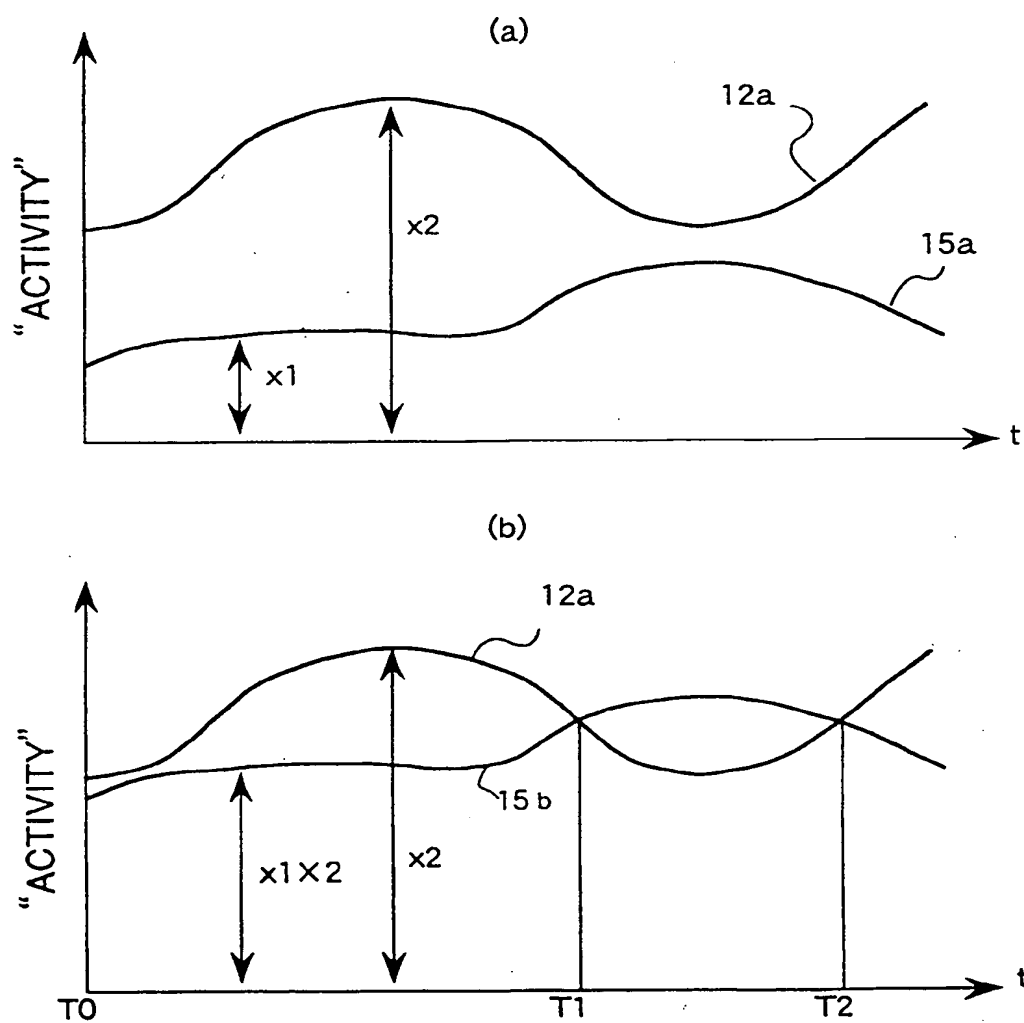 (a)
12a
x2
15a
x1
"ACTIVITY"
t
(b)
12a
15b
x2
x1×2
"ACTIVITY"
t
T0
T1
T2